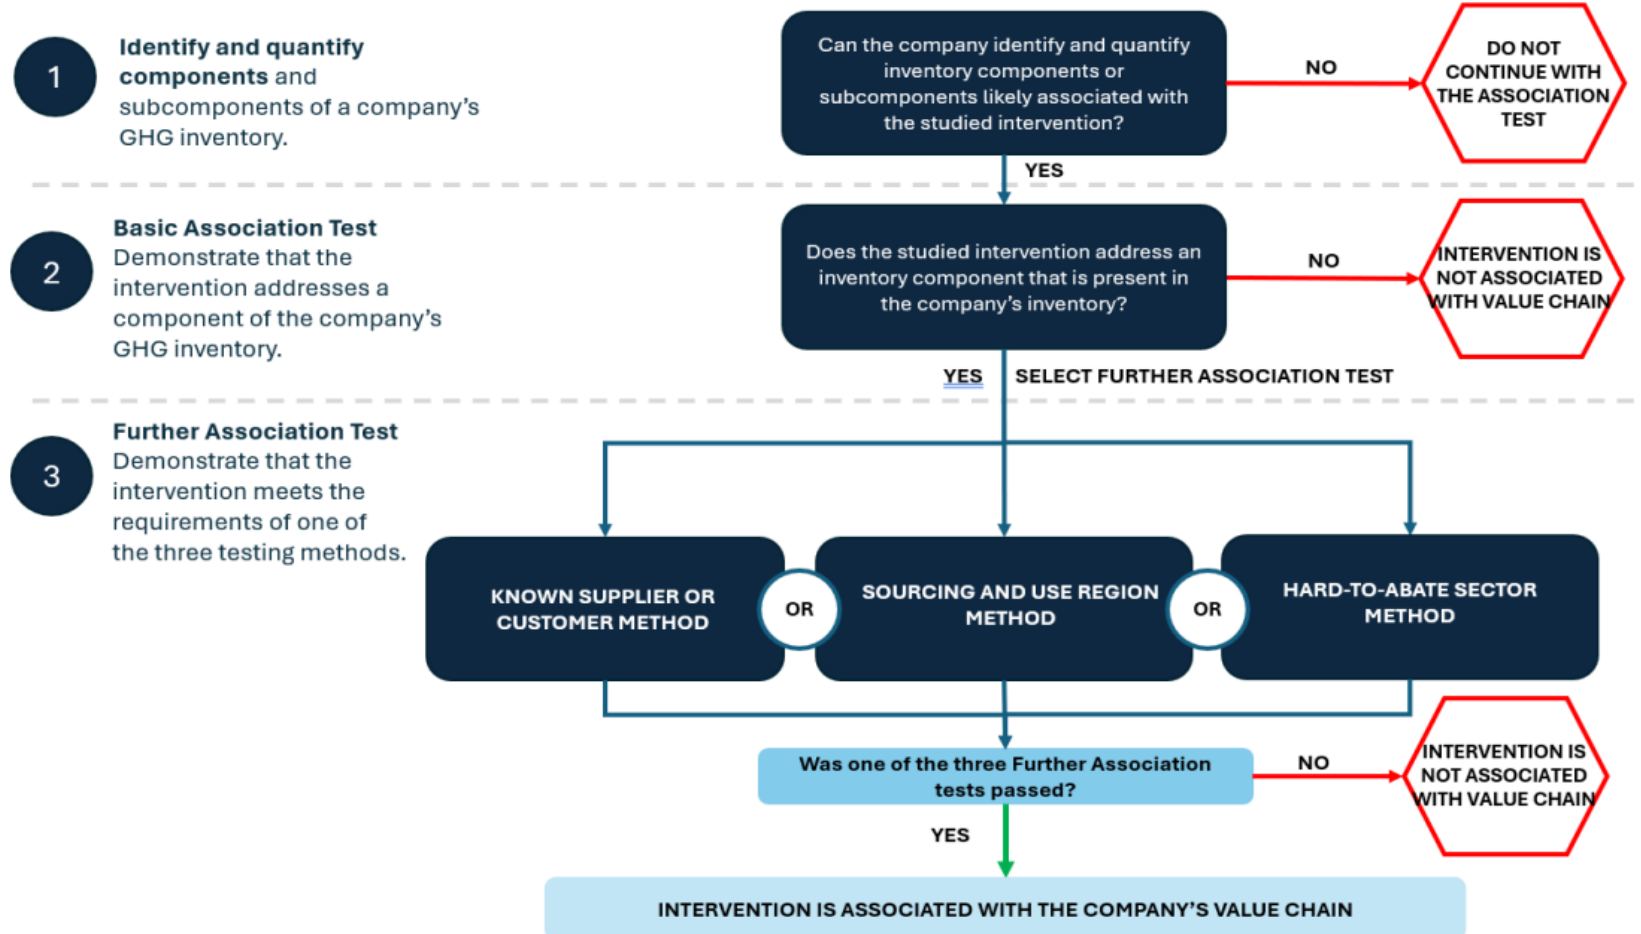 1
Identify and quantify
components and
subcomponents of a company's
GHG inventory.
Can the company identify and quantify
inventory components or
subcomponents likely associated with
the studied intervention?
NO
DO NOT
CONTINUE WITH
THE ASSOCIATION
TEST
YES
2
Basic Association Test
Demonstrate that the
intervention addresses a
component of the company's
GHG inventory.
Does the studied intervention address an
inventory component that is present in
the company's inventory?
NO
INTERVENTION IS
NOT ASSOCIATED
WITH VALUE CHAIN
YES
SELECT FURTHER ASSOCIATION TEST
3
Further Association Test
Demonstrate that the
intervention meets the
requirements of one of
the three testing methods.
KNOWN SUPPLIER OR
CUSTOMER METHOD
OR
SOURCING AND USE REGION
METHOD
OR
HARD-TO-ABATE SECTOR
METHOD
Was one of the three Further Association
tests passed?
NO
INTERVENTION IS
NOT ASSOCIATED
WITH VALUE CHAIN
YES
INTERVENTION IS ASSOCIATED WITH THE COMPANY'S VALUE CHAIN